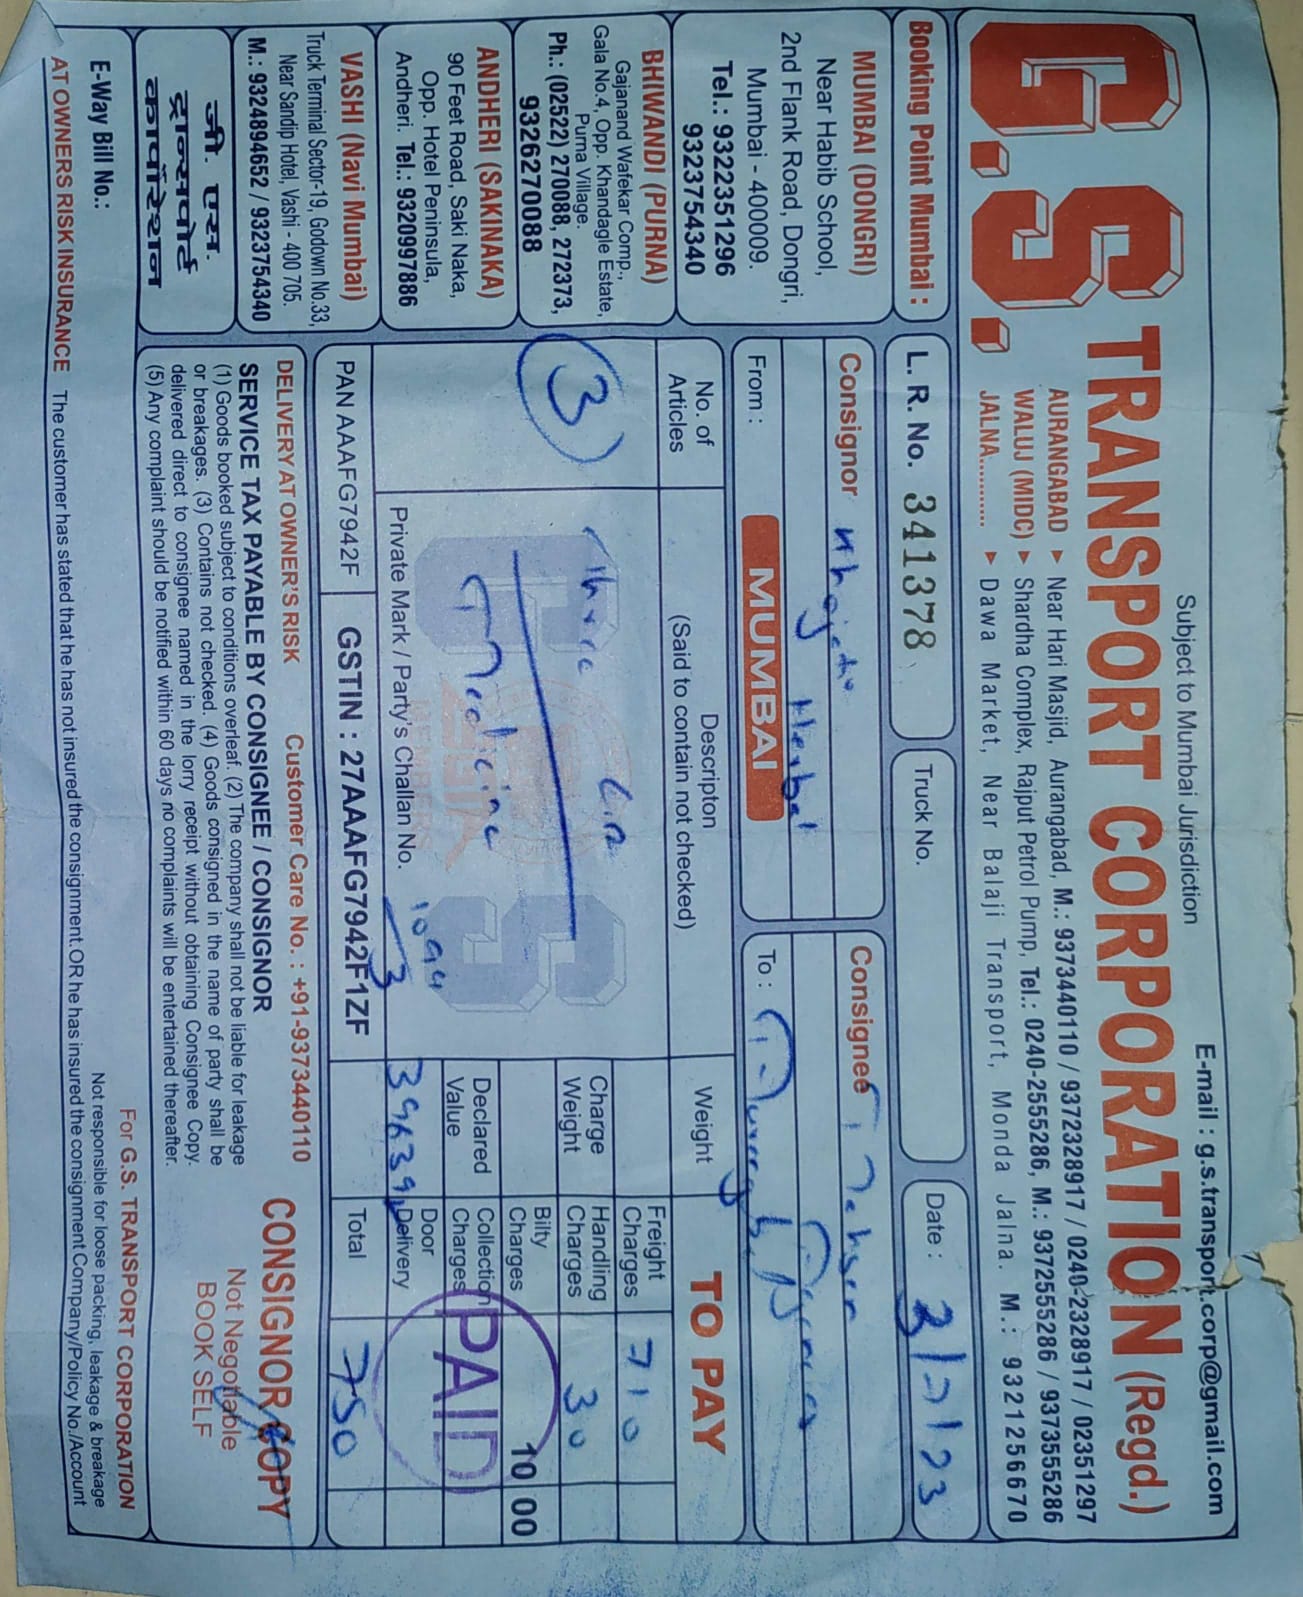 Subject to Mumbai Jurisdiction
E-mail : g.s.transport.corp@gmail.com
G.S. TRANSPORT CORPORATION (Regd.)
AURANGABAD ▸ Near Hari Masjid, Aurangabad, M.: 9373440110 / 9372328917 / 0240-2328917 / 02351297
WALUJ (MIDC) ▸ Shardha Complex, Rajput Petrol Pump, Tel.: 0240-2555286, M.: 9372555286 / 9373555286
JALNA........... ▸ Dawa Market, Near Balaji Transport, Monda Jalna. M.: 9321256670
Booking Point Mumbai :
MUMBAI (DONGRI)
Near Habib School,
2nd Flank Road, Dongri,
Mumbai - 400009.
Tel.: 9322351296
9323754340
BHIWANDI (PURNA)
Gajanand Wafekar Comp.,
Gala No.4, Opp. Khandagle Estate,
Purna Village.
Ph.: (02522) 270088, 272373,
9326270088
ANDHERI (SAKINAKA)
90 Feet Road, Saki Naka,
Opp. Hotel Peninsula,
Andheri. Tel.: 9320997886
VASHI (Navi Mumbai)
Truck Terminal Sector-19, Godown No.33,
Near Sandip Hotel, Vashi - 400 705.
M.: 9324894652 / 9323754340
जी. एस.
ट्रान्सपोर्ट
कार्पोरेशन
L. R. No. 341378
Truck No.
Date : 3/7/23
Consignor
Herbal
Consignee
From : MUMBAI
To :
No. of Articles
Descripton
(Said to contain not checked)
Weight
TO PAY
3
Three
Medicine
Private Mark / Party's Challan No.
Freight Charges 710
Charge Weight
Handling Charges 30
Bilty Charges 10 00
Declared Value
Collection Charges
Door Delivery
PAID
PAN AAAFG7942F
GSTIN : 27AAAFG7942F1ZF
Total 750
DELIVERY AT OWNER'S RISK Customer Care No. : +91-9373440110
SERVICE TAX PAYABLE BY CONSIGNEE / CONSIGNOR
(1) Goods booked subject to conditions overleaf (2) The company shall not be liable for leakage
or breakages. (3) Contains not checked. (4) Goods consigned in the name of party shall be
delivered direct to consignee named in the lorry receipt without obtaining Consignee Copy.
(5) Any complaint should be notified within 60 days no complaints will be entertained thereafter.
CONSIGNOR COPY
Not Negotiable
BOOK SELF
For G.S. TRANSPORT CORPORATION
E-Way Bill No.:
Not responsible for loose packing, leakage & breakage
AT OWNERS RISK INSURANCE The customer has stated that he has not insured the consignment. OR he has insured the consignment Company/Policy No./Account